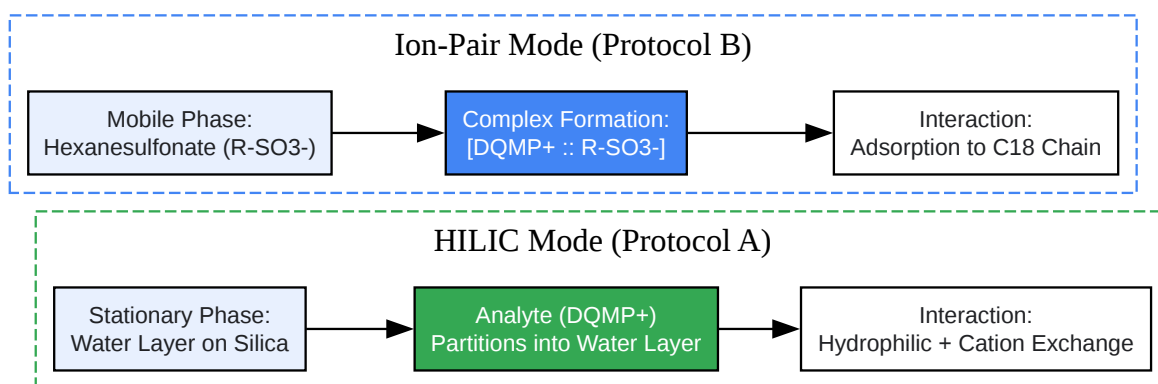 Ion-Pair Mode (Protocol B)
Mobile Phase:
Hexanesulfonate (R-SO3-)
Complex Formation:
[DQMP+ :: R-SO3-]
Interaction:
Adsorption to C18 Chain
HILIC Mode (Protocol A)
Stationary Phase:
Water Layer on Silica
Analyte (DQMP+)
Partitions into Water Layer
Interaction:
Hydrophilic + Cation Exchange